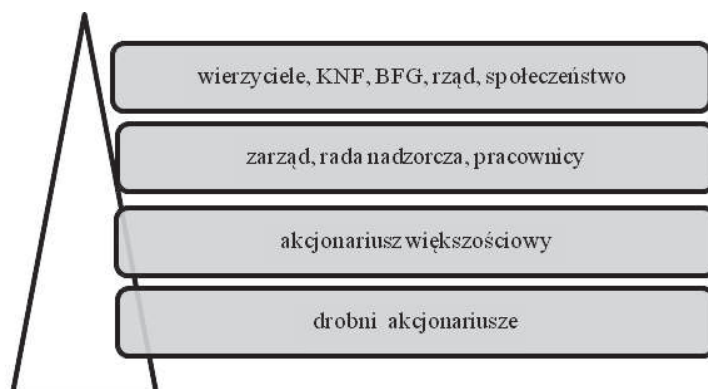 wierzyciele, KNF, BFG, rząd, społeczeństwo
zarząd, rada nadzorcza, pracownicy
akcjonariusz większościowy
drobni akcjonariusze